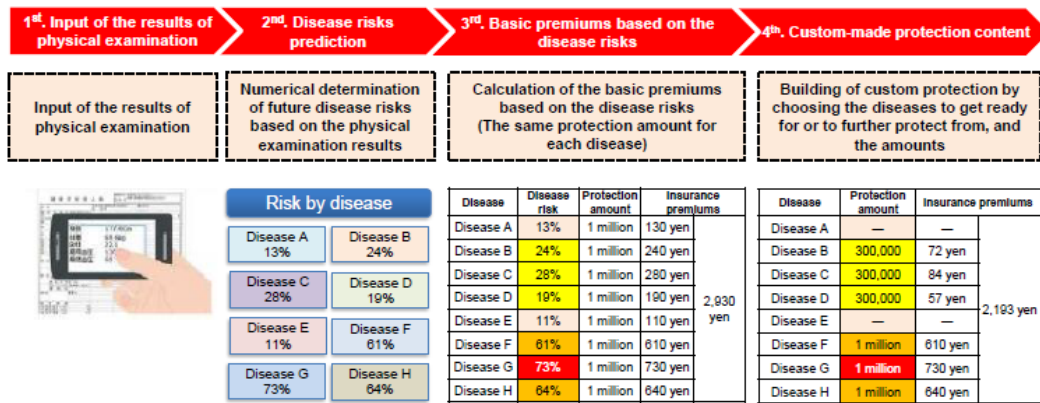 1st. Input of the results of
physical examination
2nd. Disease risks
prediction
3rd. Basic premiums based on the
disease risks
4th. Custom-made protection content
Input of the results of
physical examination
Numerical determination
of future disease risks
based on the physical
examination results
Calculation of the basic premiums
based on the disease risks
(The same protection amount for
each disease)
Building of custom protection by
choosing the diseases to get ready
for or to further protect from, and
the amounts
Risk by disease
Disease A
13%
Disease B
24%
Disease C
28%
Disease D
19%
Disease E
11%
Disease F
61%
Disease G
73%
Disease H
64%
Disease Disease risk Protection amount Insurance premiums
Disease A 13% 1 million 130 yen
Disease B 24% 1 million 240 yen
Disease C 28% 1 million 280 yen
Disease D 19% 1 million 190 yen
Disease E 11% 1 million 110 yen
Disease F 61% 1 million 610 yen
Disease G 73% 1 million 730 yen
Disease H 64% 1 million 640 yen
2,930
yen
Disease Protection amount Insurance premiums
Disease A — —
Disease B 300,000 72 yen
Disease C 300,000 84 yen
Disease D 300,000 57 yen
Disease E — —
Disease F 1 million 610 yen
Disease G 1 million 730 yen
Disease H 1 million 640 yen
2,193 yen